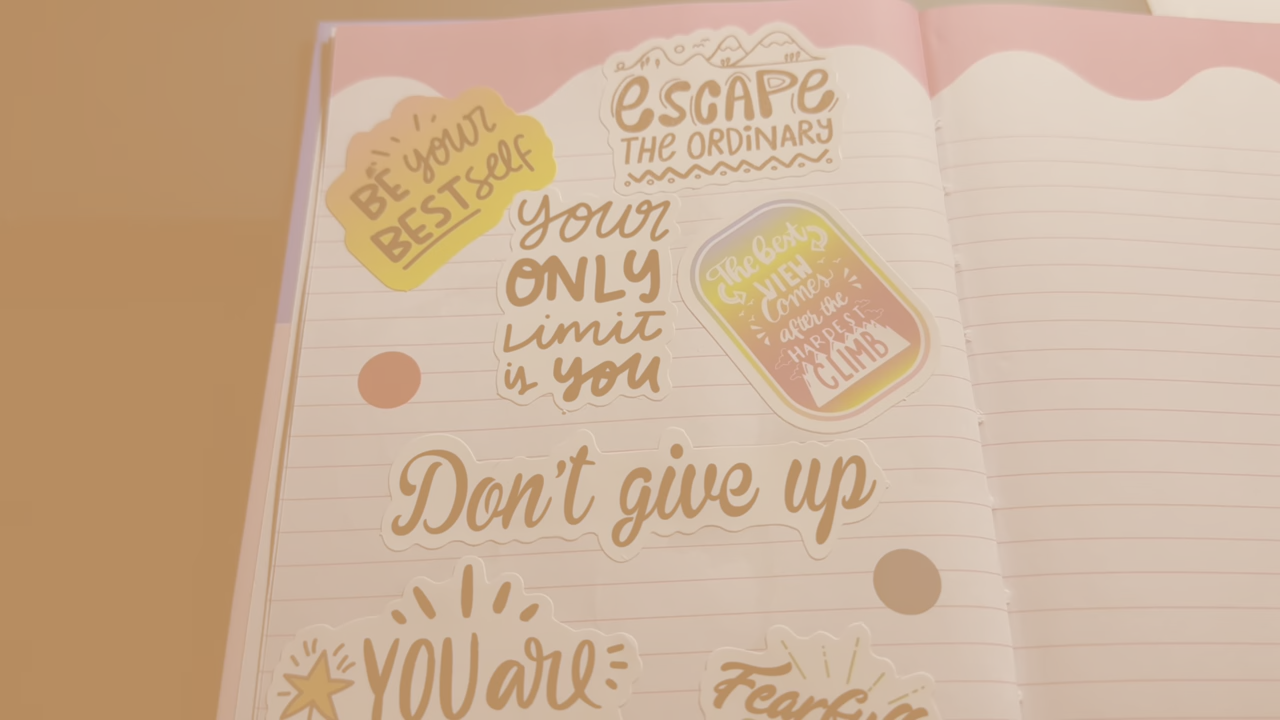 BE your
BEST self
escape
THE ORDiNARY
your
ONLY
Limit
is you
The Best
VIEW
Comes
after the
HARDEST
CLIMB
Don't give up
YOU are